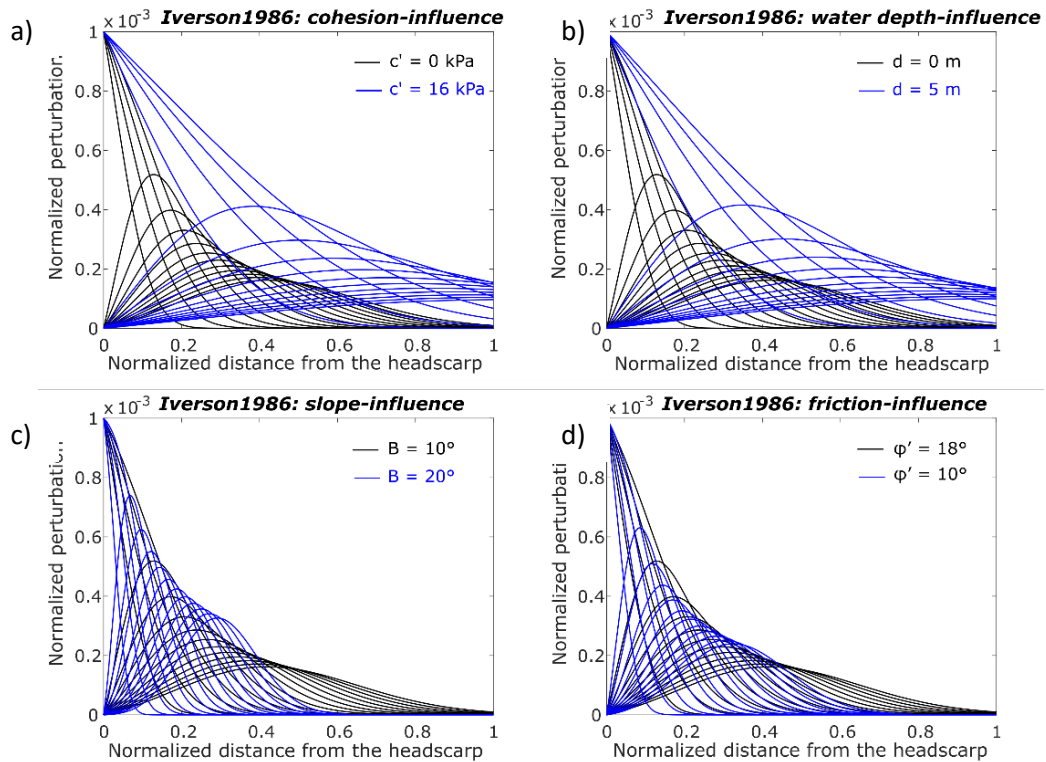 a)
× 10⁻³ Iverson1986: cohesion-influence
1
0.8
0.6
0.4
0.2
0
Normalized perturbation.
c' = 0 kPa
c' = 16 kPa
0 0.2 0.4 0.6 0.8 1
Normalized distance from the headscarp
b)
× 10⁻³ Iverson1986: water depth-influence
1
0.8
0.6
0.4
0.2
0
Normalized perturbatior
d = 0 m
d = 5 m
0 0.2 0.4 0.6 0.8 1
Normalized distance from the headscarp
c)
× 10⁻³ Iverson1986: slope-influence
1
0.8
0.6
0.4
0.2
0
Normalized perturbation
B = 10°
B = 20°
0 0.2 0.4 0.6 0.8 1
Normalized distance from the headscarp
d)
10⁻³ Iverson1986: friction-influence
1
0.8
0.6
0.4
0.2
0
Normalized perturbati
φ' = 18°
φ' = 10°
0 0.2 0.4 0.6 0.8 1
Normalized distance from the headscarp